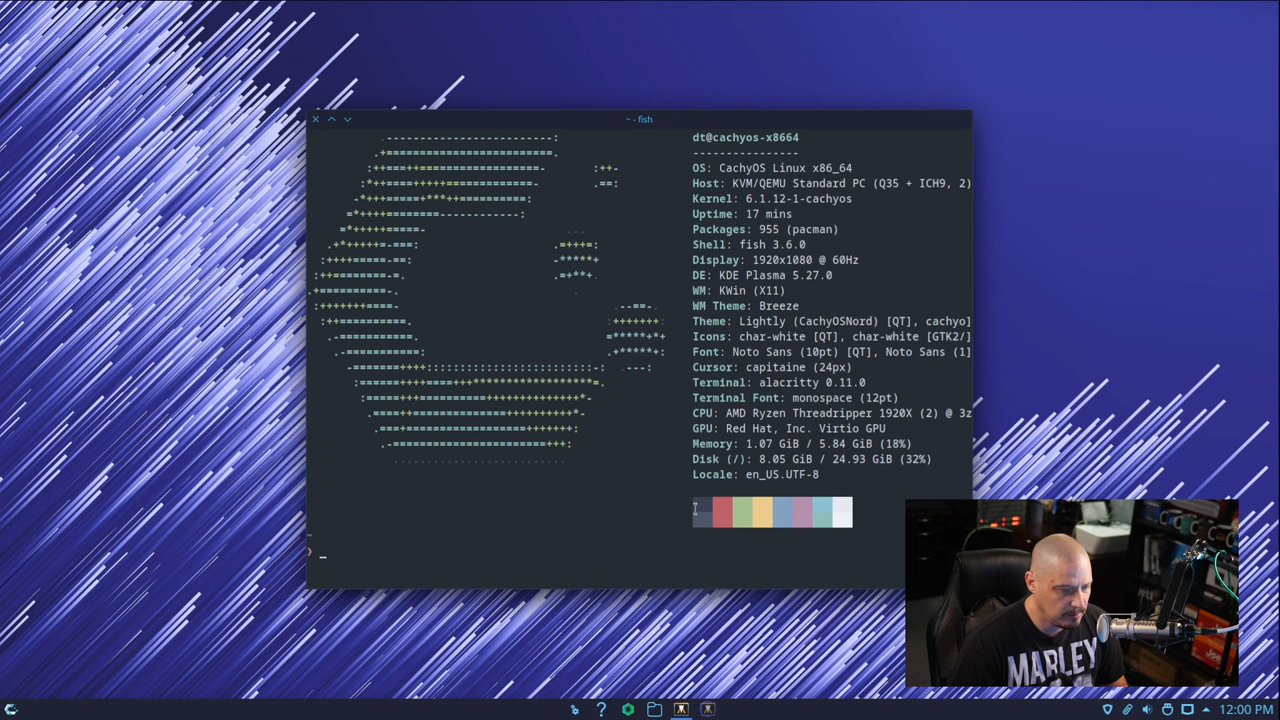 ~ - fish
dt@cachyos-x8664
----------------
OS: CachyOS Linux x86_64
Host: KVM/QEMU Standard PC (Q35 + ICH9, 2)
Kernel: 6.1.12-1-cachyos
Uptime: 17 mins
Packages: 955 (pacman)
Shell: fish 3.6.0
Display: 1920x1080 @ 60Hz
DE: KDE Plasma 5.27.0
WM: KWin (X11)
WM Theme: Breeze
Theme: Lightly (CachyOSNord) [QT], cachyo]
Icons: char-white [QT], char-white [GTK2/]
Font: Noto Sans (10pt) [QT], Noto Sans (1]
Cursor: capitaine (24px)
Terminal: alacritty 0.11.0
Terminal Font: monospace (12pt)
CPU: AMD Ryzen Threadripper 1920X (2) @ 3z
GPU: Red Hat, Inc. Virtio GPU
Memory: 1.07 GiB / 5.84 GiB (18%)
Disk (/): 8.05 GiB / 24.93 GiB (32%)
Locale: en_US.UTF-8
~
❯ _
MARLEY
12:00 PM